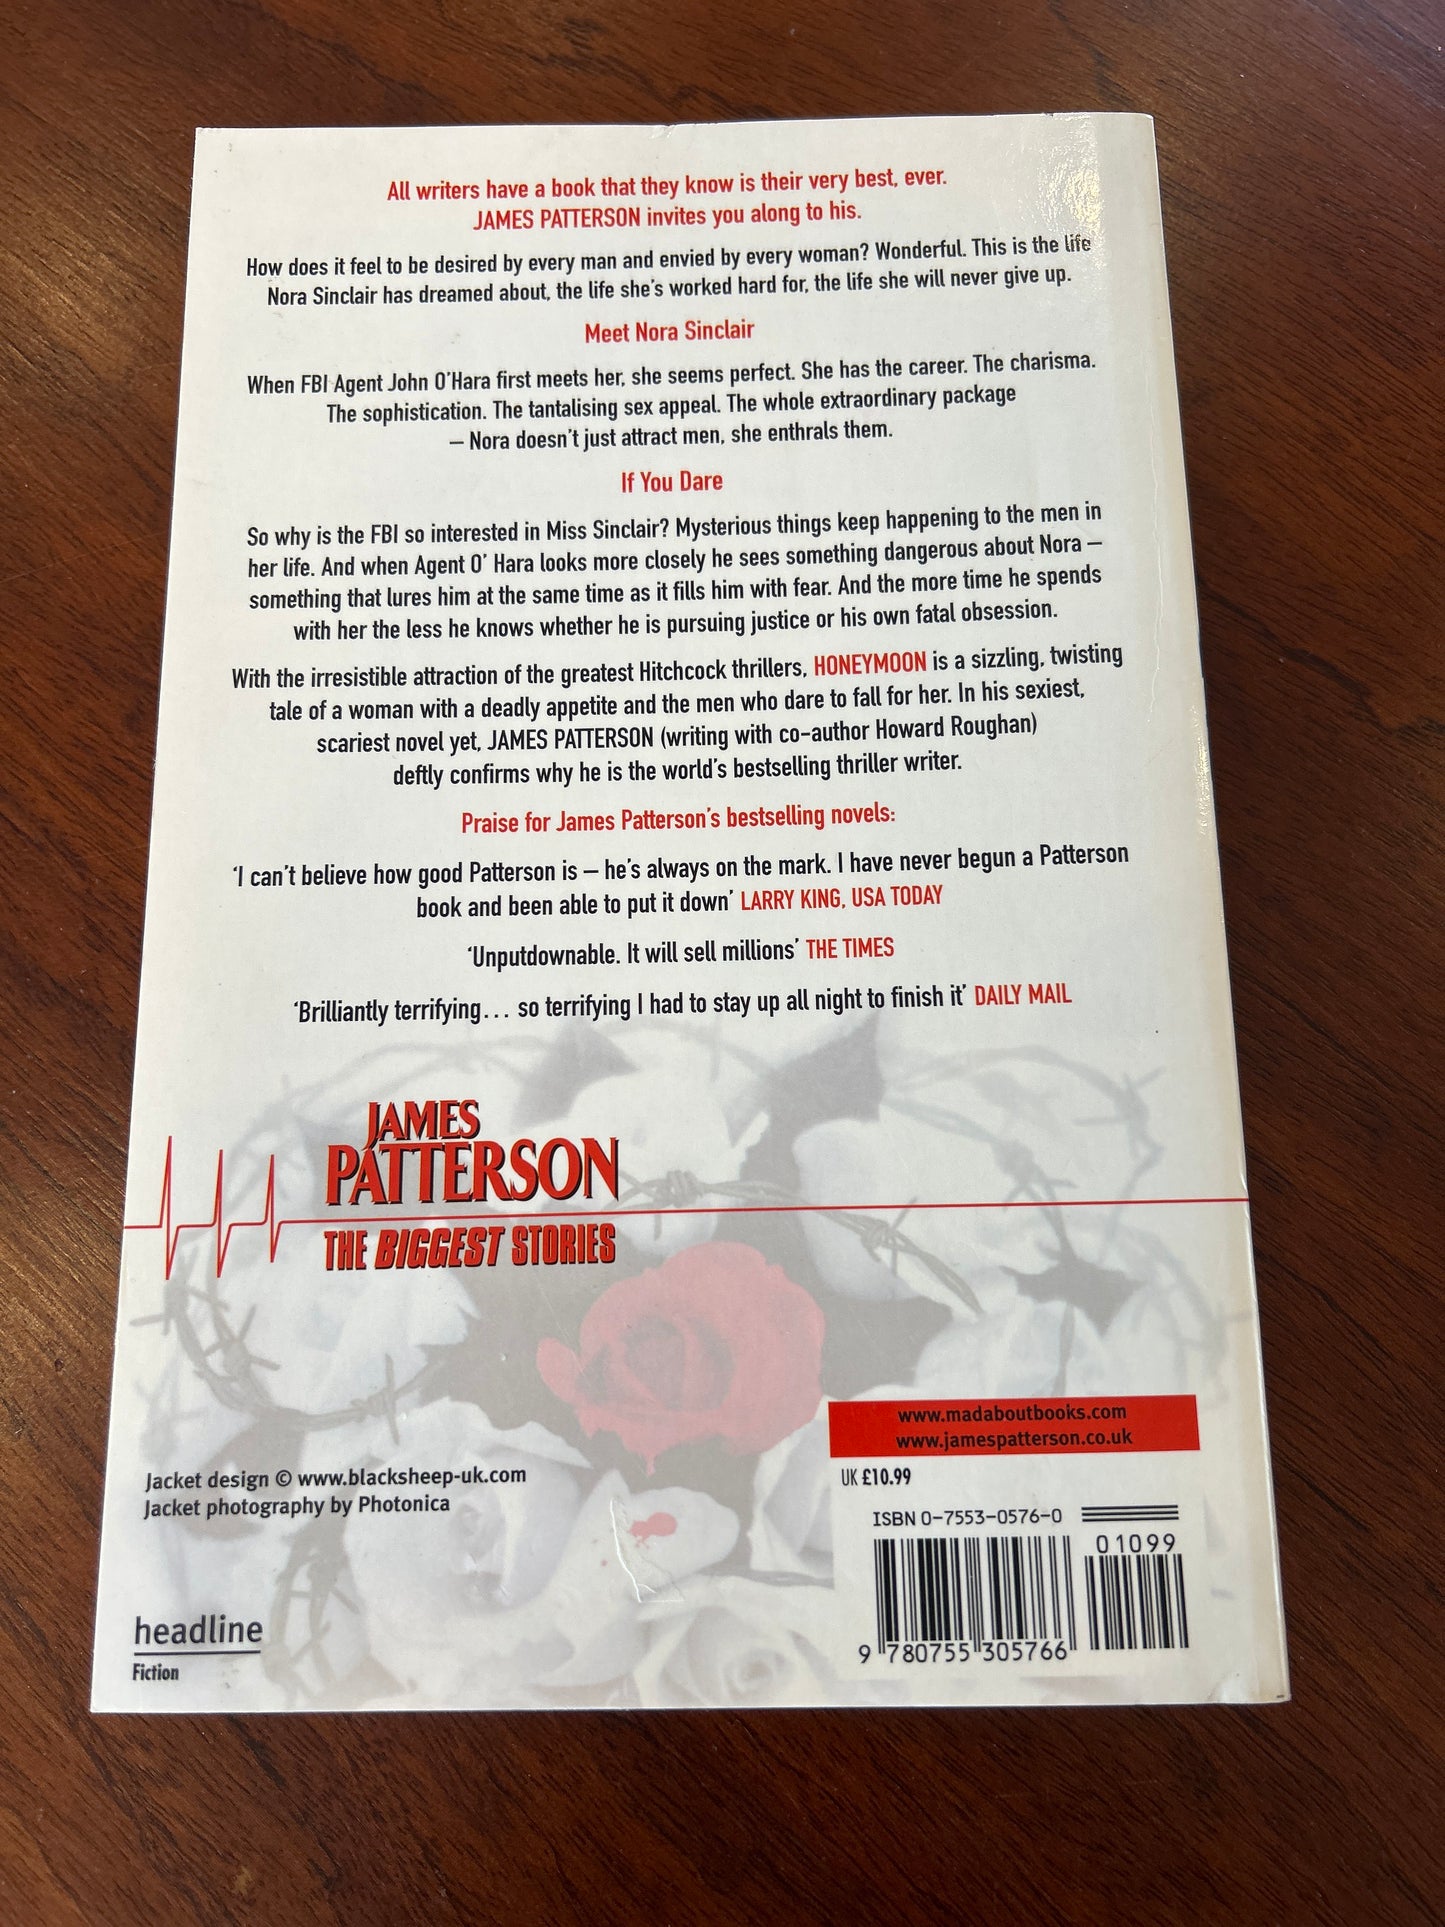 All writers have a book that they know is their very best, ever.
JAMES PATTERSON invites you along to his.
How does it feel to be desired by every man and envied by every woman? Wonderful. This is the life
Nora Sinclair has dreamed about, the life she's worked hard for, the life she will never give up.
Meet Nora Sinclair
When FBI Agent John O'Hara first meets her, she seems perfect. She has the career. The charisma.
The sophistication. The tantalising sex appeal. The whole extraordinary package
– Nora doesn't just attract men, she enthrals them.
If You Dare
So why is the FBI so interested in Miss Sinclair? Mysterious things keep happening to the men in
her life. And when Agent O' Hara looks more closely he sees something dangerous about Nora –
something that lures him at the same time as it fills him with fear. And the more time he spends
with her the less he knows whether he is pursuing justice or his own fatal obsession.
With the irresistible attraction of the greatest Hitchcock thrillers, HONEYMOON is a sizzling, twisting
tale of a woman with a deadly appetite and the men who dare to fall for her. In his sexiest,
scariest novel yet, JAMES PATTERSON (writing with co-author Howard Roughan)
deftly confirms why he is the world's bestselling thriller writer.
Praise for James Patterson's bestselling novels:
'I can't believe how good Patterson is – he's always on the mark. I have never begun a Patterson
book and been able to put it down' LARRY KING, USA TODAY
'Unputdownable. It will sell millions' THE TIMES
'Brilliantly terrifying... so terrifying I had to stay up all night to finish it' DAILY MAIL
JAMES
PATTERSON
THE BIGGEST STORIES
www.madaboutbooks.com
www.jamespatterson.co.uk
Jacket design © www.blacksheep-uk.com
Jacket photography by Photonica
UK £10.99
ISBN 0-7553-0576-0
01099
9 780755 305766
headline
Fiction